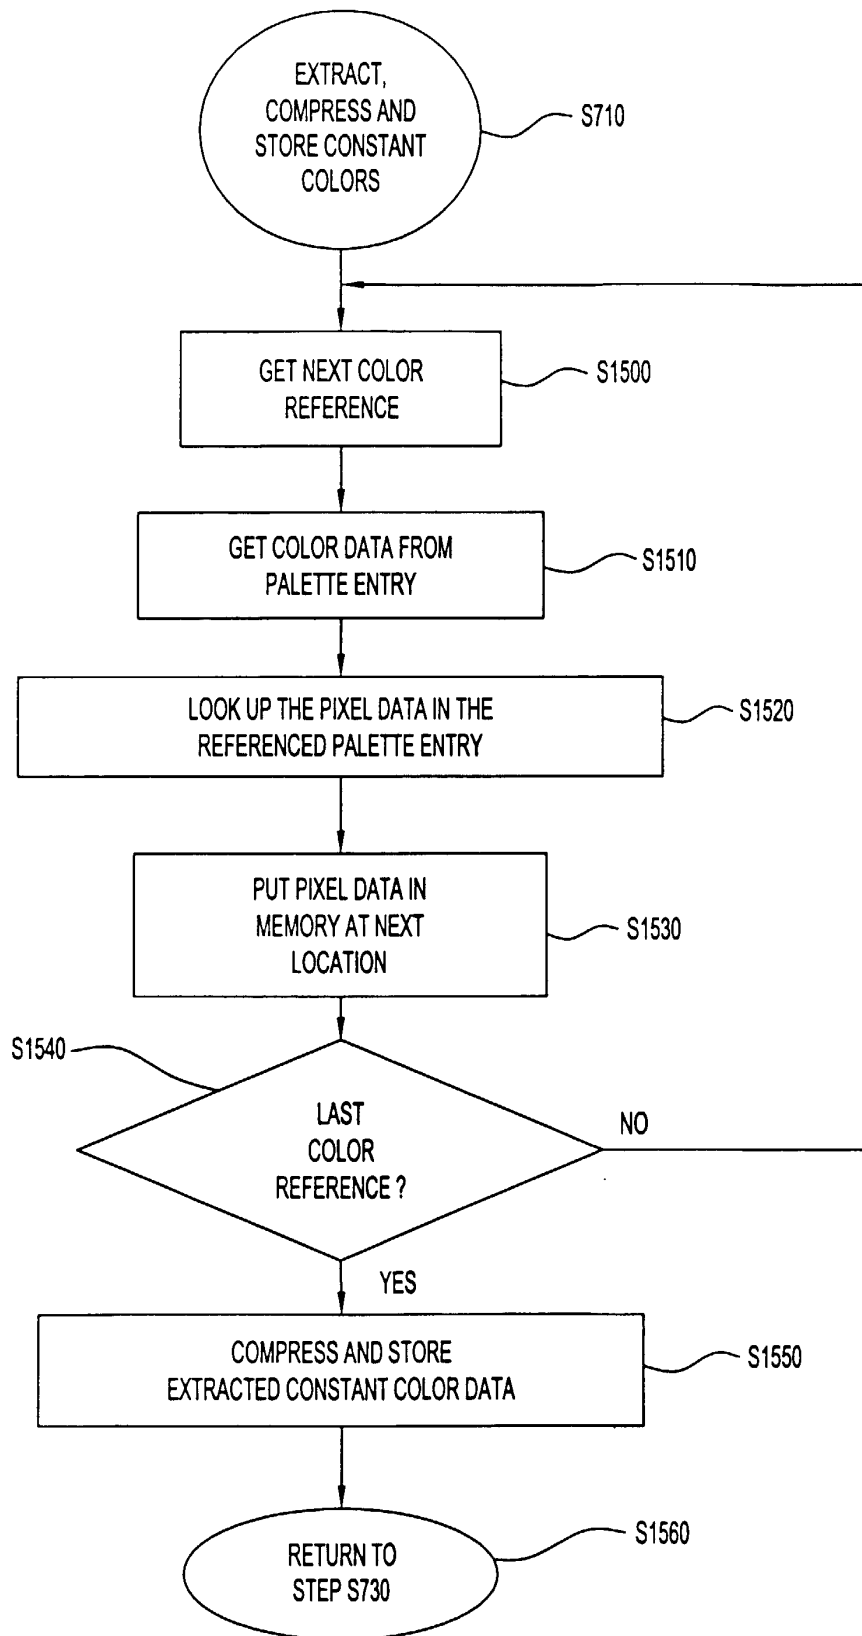 EXTRACT,
COMPRESS AND
STORE CONSTANT
COLORS
S710
GET NEXT COLOR
REFERENCE
S1500
GET COLOR DATA FROM
PALETTE ENTRY
S1510
LOOK UP THE PIXEL DATA IN THE
REFERENCED PALETTE ENTRY
S1520
PUT PIXEL DATA IN
MEMORY AT NEXT
LOCATION
S1530
S1540
LAST
COLOR
REFERENCE ?
NO
YES
COMPRESS AND STORE
EXTRACTED CONSTANT COLOR DATA
S1550
RETURN TO
STEP S730
S1560